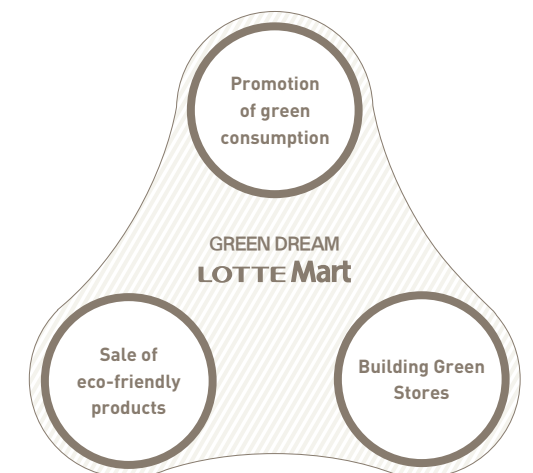 Promotion
of green
consumption
GREEN DREAM
LOTTE Mart
Sale of
eco-friendly
products
Building Green
Stores